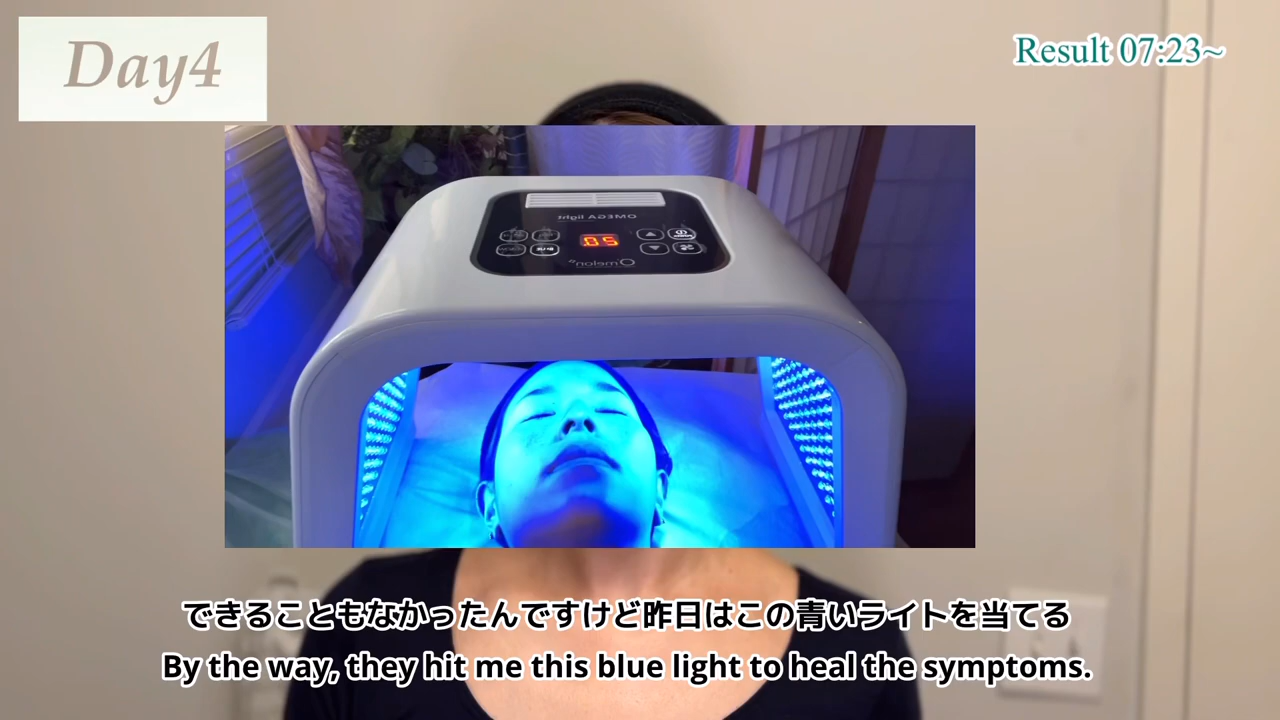 Day4
Result 07:23~
OMEGA light
05
Omelon
できることもなかったんですけど昨日はこの青いライトを当てる
By the way, they hit me this blue light to heal the symptoms.